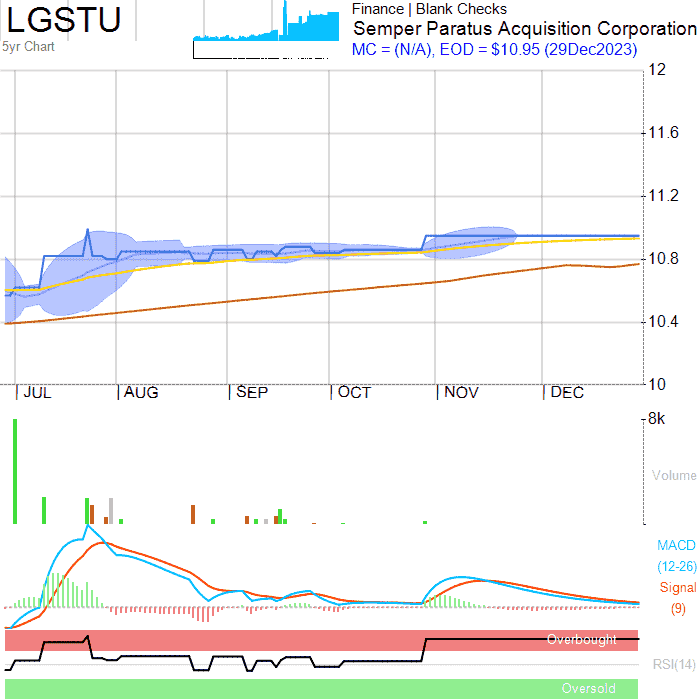 LGSTU
5yr Chart
Finance | Blank Checks
Semper Paratus Acquisition Corporation
MC = (N/A), EOD = $10.95 (29Dec2023)
12
11.6
11.2
10.8
10.4
10
JUL AUG SEP OCT NOV DEC
8k
Volume
MACD
(12-26)
Signal
(9)
Overbought
RSI(14)
Oversold